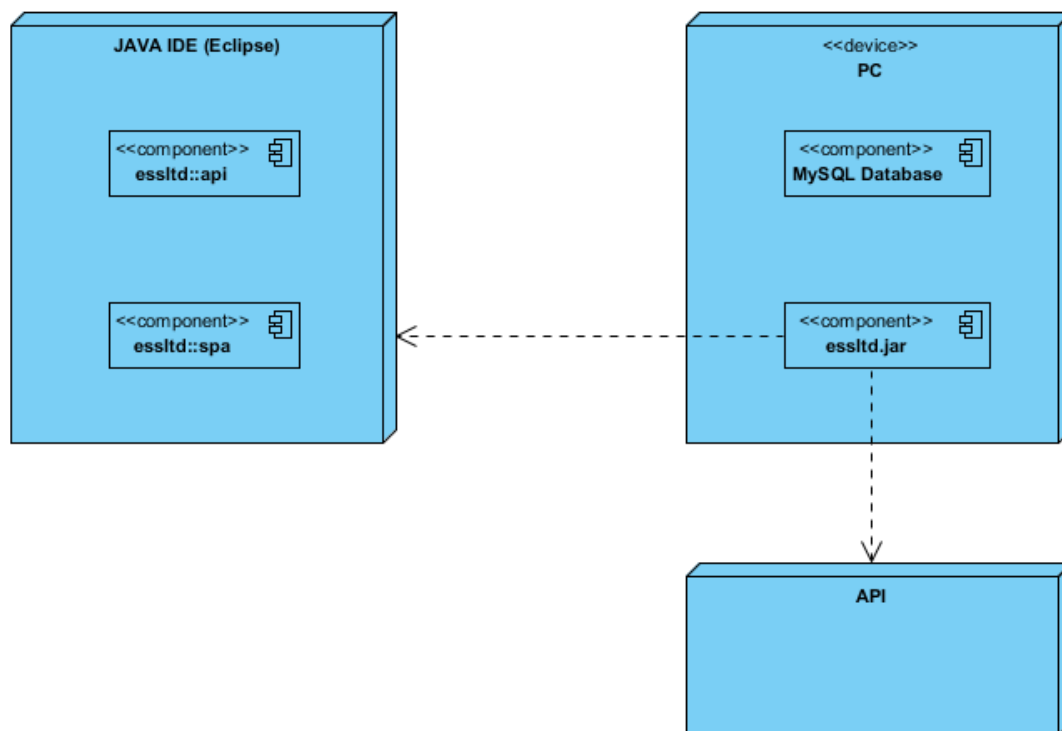 JAVA IDE (Eclipse)
<<component>>
essltd::api
<<component>>
essltd::spa
<<device>>
PC
<<component>>
MySQL Database
<<component>>
essltd.jar
API